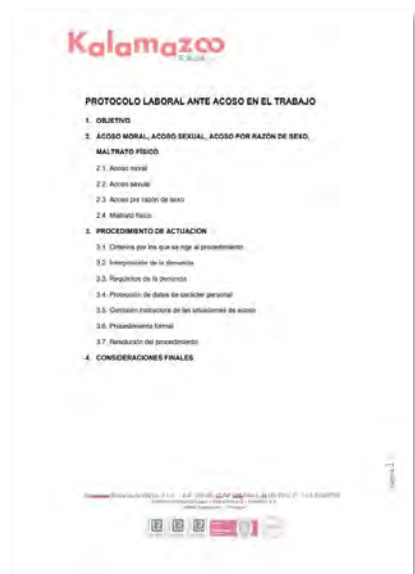 Kalamazoo
PROTOCOLO LABORAL ANTE ACOSO EN EL TRABAJO
1. OBJETIVO
2. ACOSO MORAL, ACOSO SEXUAL, ACOSO POR RAZÓN DE SEXO,
MALTRATO FÍSICO
2.1. Acoso moral
2.2. Acoso sexual
2.3. Acoso por razón de sexo
2.4. Maltrato físico
3. PROCEDIMIENTO DE ACTUACIÓN
3.1. Criterios por los que se rige el procedimiento
3.2. Interposición de la denuncia
3.3. Requisitos de la denuncia
3.4. Protección de datos de carácter personal
3.5. Comisión instructora de las situaciones de acoso
3.6. Procedimiento formal
3.7. Resolución del procedimiento
4. CONSIDERACIONES FINALES